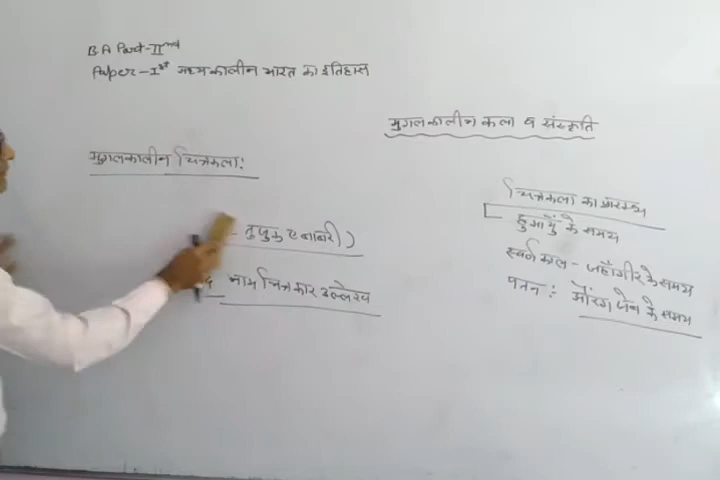 B A Part-IInd
Paper-Ist मध्यकालीन भारत का इतिहास
मुगलकालीन कला व संस्कृति
मुगलकालीन चित्रकला:
तुजुक ए बाबरी)
नाम चित्रकार उल्लेख
चित्रकला का प्रारम्भ
हुमायुँ के समय
स्वर्ण काल - जहाँगीर के समय
पतन: औरंगजेब के समय